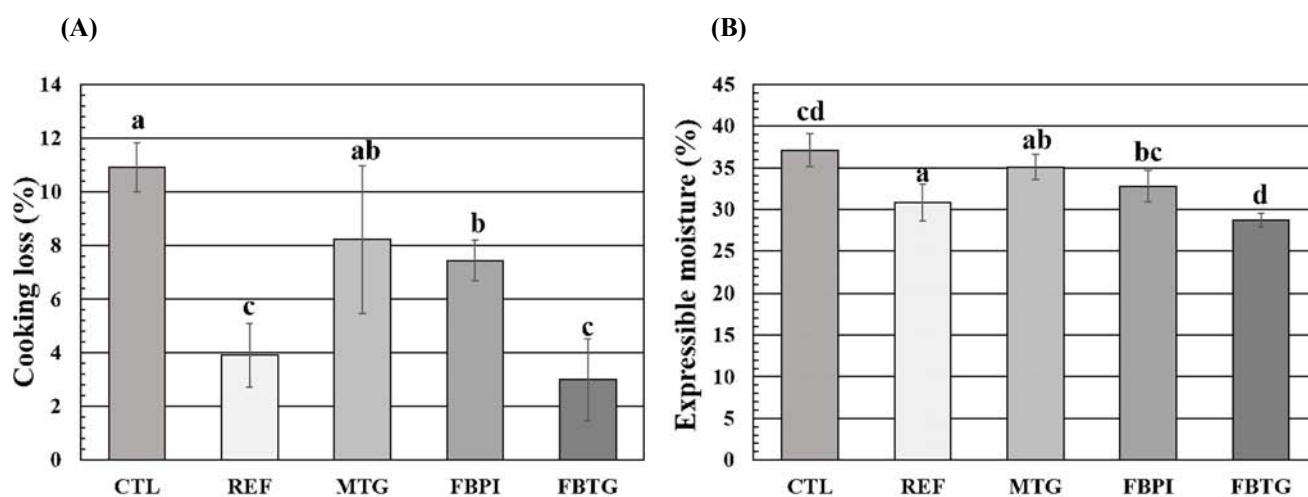 (A)
Cooking loss (%)
14
12
10
8
6
4
2
0
a
c
ab
b
c
CTL REF MTG FBPI FBTG
(B)
Expressible moisture (%)
45
40
35
30
25
20
15
10
5
0
cd
a
ab
bc
d
CTL REF MTG FBPI FBTG